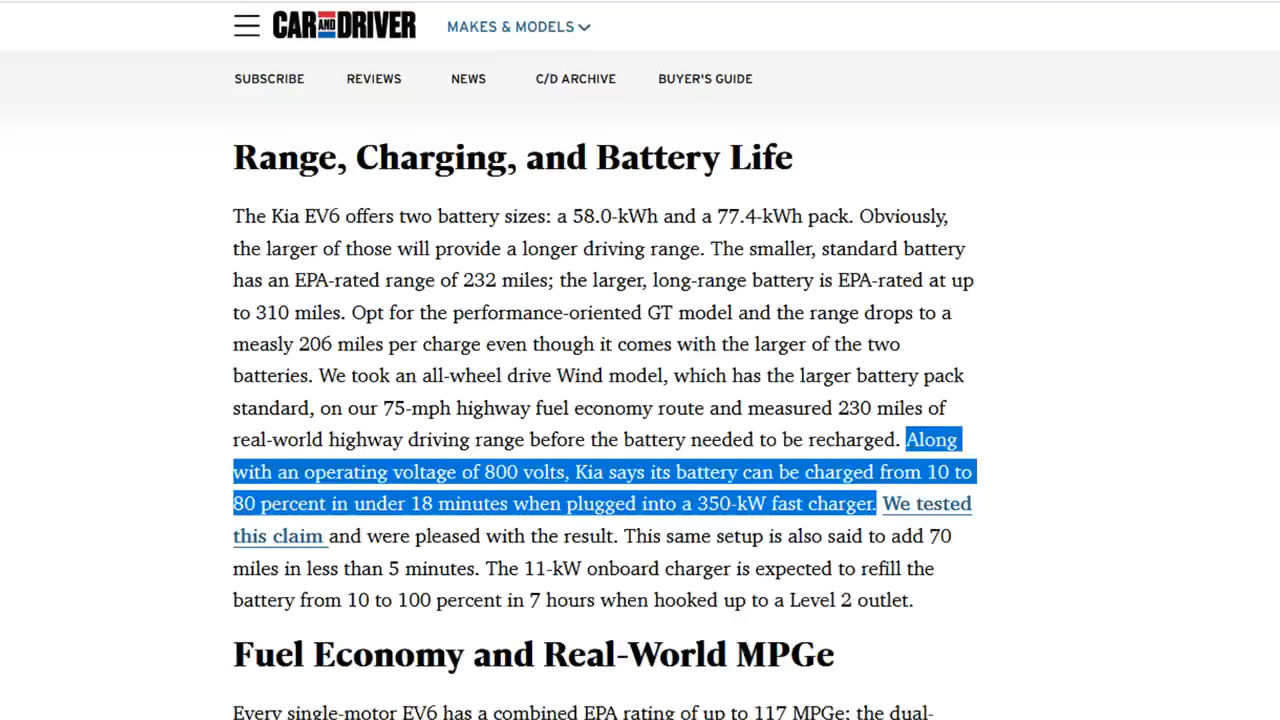 CAR AND DRIVER MAKES & MODELS
SUBSCRIBE REVIEWS NEWS C/D ARCHIVE BUYER'S GUIDE
Range, Charging, and Battery Life
The Kia EV6 offers two battery sizes: a 58.0-kWh and a 77.4-kWh pack. Obviously,
the larger of those will provide a longer driving range. The smaller, standard battery
has an EPA-rated range of 232 miles; the larger, long-range battery is EPA-rated at up
to 310 miles. Opt for the performance-oriented GT model and the range drops to a
measly 206 miles per charge even though it comes with the larger of the two
batteries. We took an all-wheel drive Wind model, which has the larger battery pack
standard, on our 75-mph highway fuel economy route and measured 230 miles of
real-world highway driving range before the battery needed to be recharged. Along
with an operating voltage of 800 volts, Kia says its battery can be charged from 10 to
80 percent in under 18 minutes when plugged into a 350-kW fast charger. We tested
this claim and were pleased with the result. This same setup is also said to add 70
miles in less than 5 minutes. The 11-kW onboard charger is expected to refill the
battery from 10 to 100 percent in 7 hours when hooked up to a Level 2 outlet.
Fuel Economy and Real-World MPGe
Every single-motor EV6 has a combined EPA rating of up to 117 MPGe; the dual-